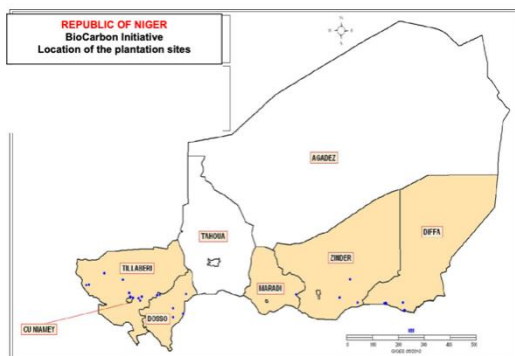 REPUBLIC OF NIGER
BioCarbon Initiative
Location of the plantation sites
AGADEZ
TAHOUA
DIFFA
TILLABERI
ZINDER
MARADI
DOSSO
CU NIAMEY